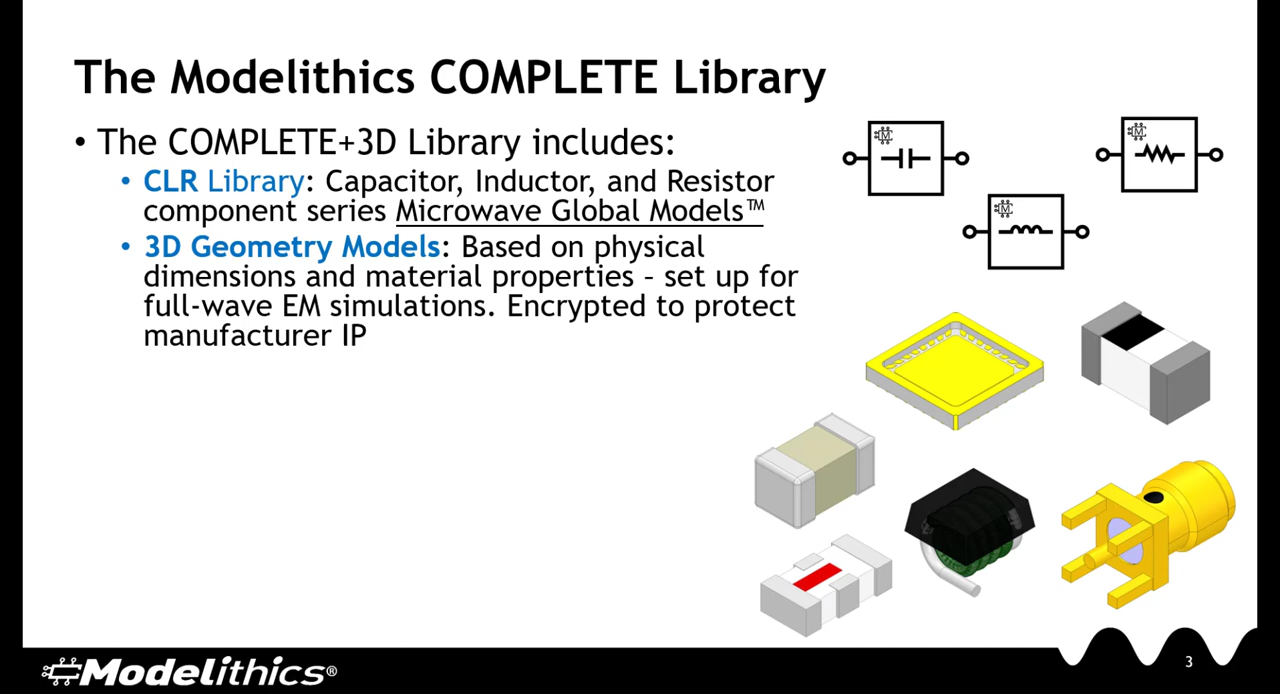 The Modelithics COMPLETE Library
• The COMPLETE+3D Library includes:
• CLR Library: Capacitor, Inductor, and Resistor
component series Microwave Global Models™
• 3D Geometry Models: Based on physical
dimensions and material properties – set up for
full-wave EM simulations. Encrypted to protect
manufacturer IP
M
M
M
Modelithics®
3